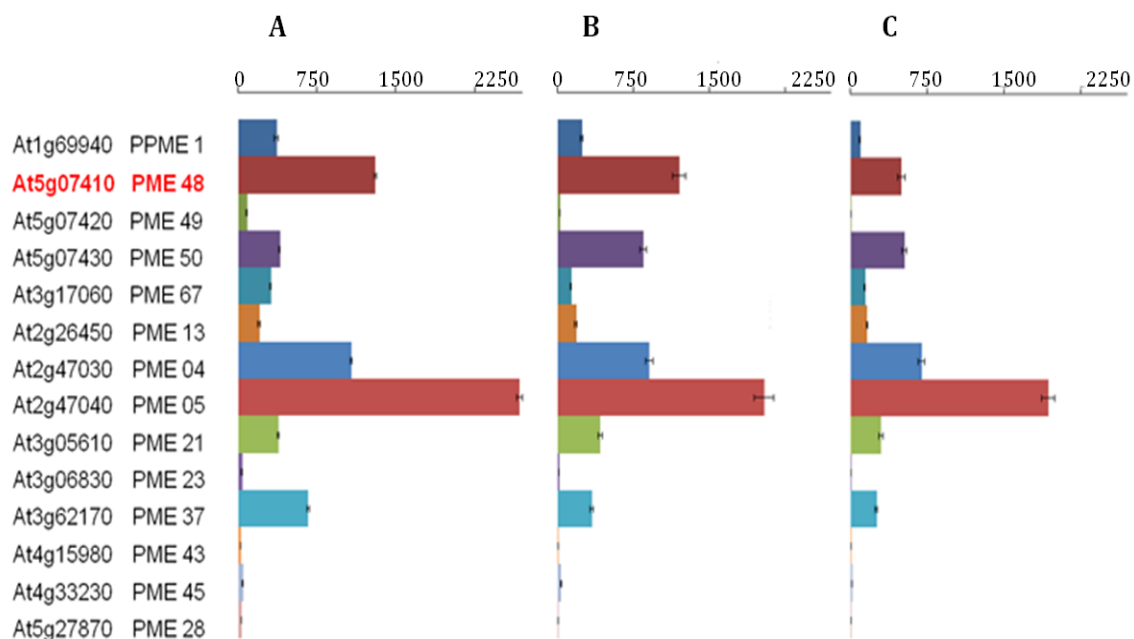 A B C
0 750 1500 2250 0 750 1500 2250 0 750 1500 2250
At1g69940 PPME 1
At5g07410 PME 48
At5g07420 PME 49
At5g07430 PME 50
At3g17060 PME 67
At2g26450 PME 13
At2g47030 PME 04
At2g47040 PME 05
At3g05610 PME 21
At3g06830 PME 23
At3g62170 PME 37
At4g15980 PME 43
At4g33230 PME 45
At5g27870 PME 28